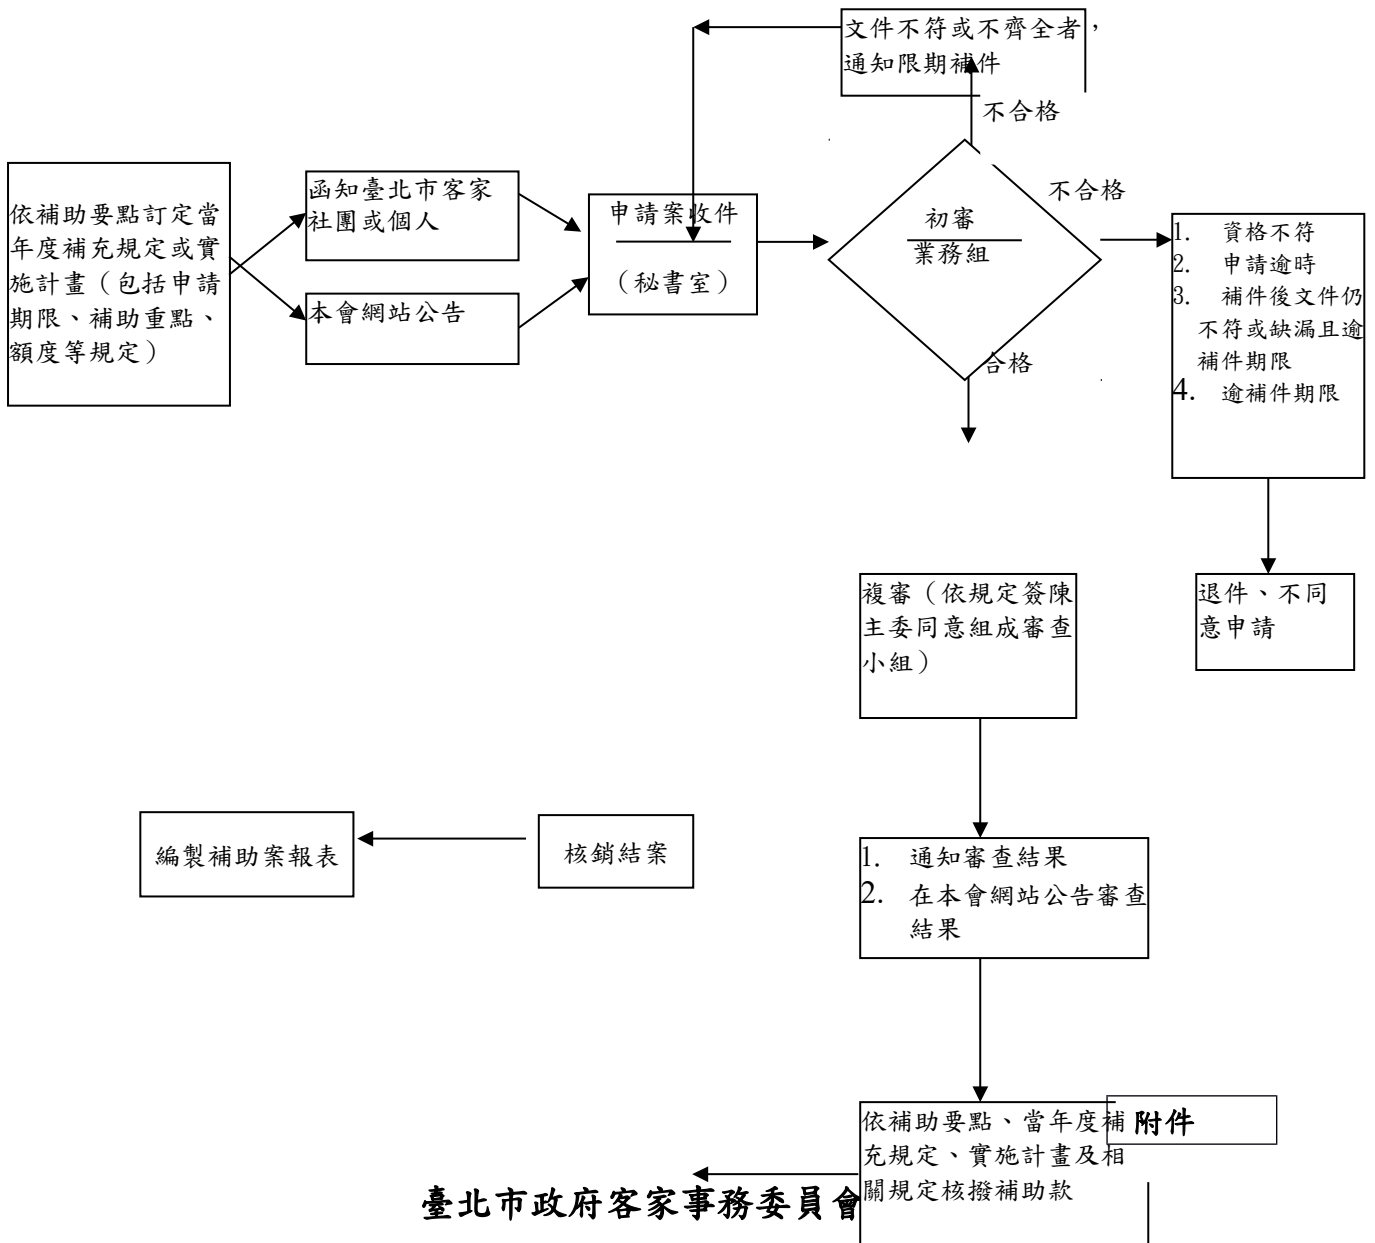 文件不符或不齊全者，
通知限期補件
不合格
依補助要點訂定當
年度補充規定或實
施計畫（包括申請
期限、補助重點、
額度等規定）
函知臺北市客家
社團或個人
本會網站公告
申請案收件
（秘書室）
初審
業務組
不合格
合格
1. 資格不符
2. 申請逾時
3. 補件後文件仍
不符或缺漏且逾
補件期限
4. 逾補件期限
退件、不同
意申請
複審（依規定簽陳
主委同意組成審查
小組）
1. 通知審查結果
2. 在本會網站公告審查
結果
核銷結案
編製補助案報表
依補助要點、當年度補
充規定、實施計畫及相
關規定核撥補助款
附件
臺北市政府客家事務委員會